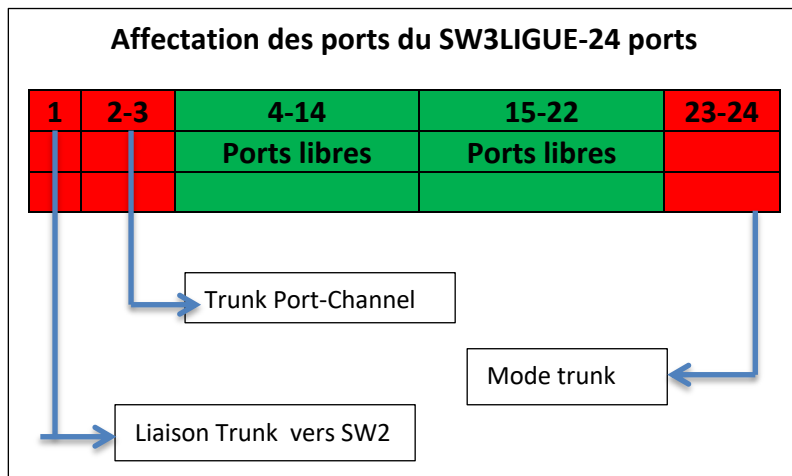 Affectation des ports du SW3LIGUE-24 ports
1 2-3 4-14 15-22 23-24
Ports libres Ports libres
Trunk Port-Channel
Mode trunk
Liaison Trunk vers SW2